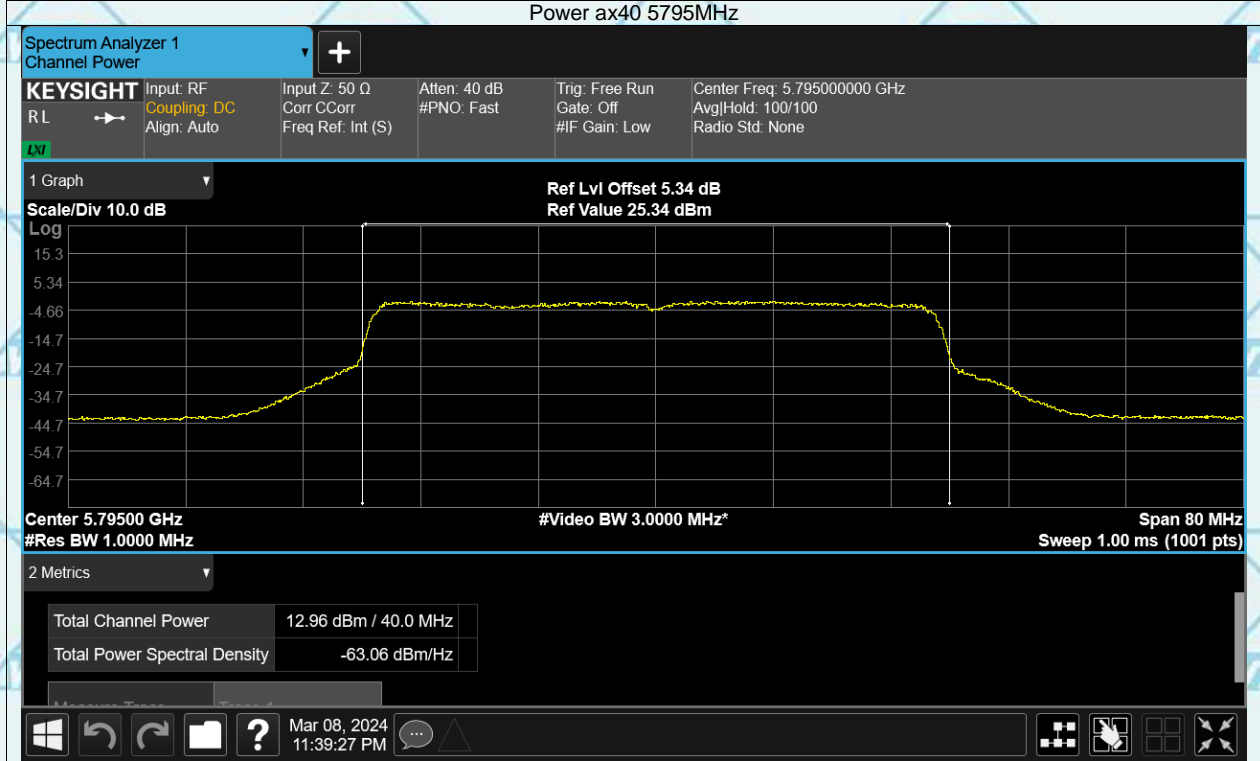 Power ax40 5795MHz
Spectrum Analyzer 1
Channel Power
KEYSIGHT
R L
LXI
Input: RF
Coupling: DC
Align: Auto
Input Z: 50 Ω
Corr CCorr
Freq Ref: Int (S)
Atten: 40 dB
#PNO: Fast
Trig: Free Run
Gate: Off
#IF Gain: Low
Center Freq: 5.795000000 GHz
Avg|Hold: 100/100
Radio Std: None
1 Graph
Scale/Div 10.0 dB
Ref Lvl Offset 5.34 dB
Ref Value 25.34 dBm
Log
15.3
5.34
-4.66
-14.7
-24.7
-34.7
-44.7
-54.7
-64.7
Center 5.79500 GHz
#Video BW 3.0000 MHz*
Span 80 MHz
#Res BW 1.0000 MHz
Sweep 1.00 ms (1001 pts)
2 Metrics
Total Channel Power 12.96 dBm / 40.0 MHz
Total Power Spectral Density -63.06 dBm/Hz
Mar 08, 2024
11:39:27 PM